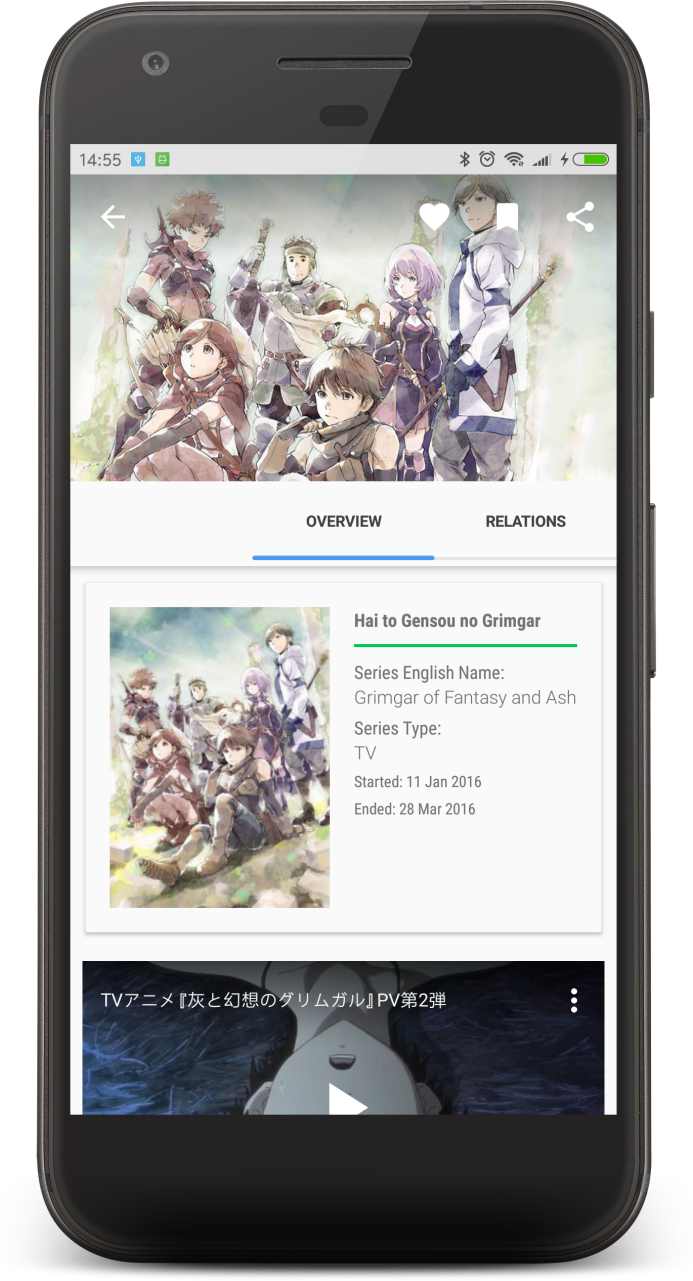 14:55
OVERVIEW
RELATIONS
Hai to Gensou no Grimgar
Series English Name:
Grimgar of Fantasy and Ash
Series Type:
TV
Started: 11 Jan 2016
Ended: 28 Mar 2016
TVアニメ『灰と幻想のグリムガル』PV第2弾